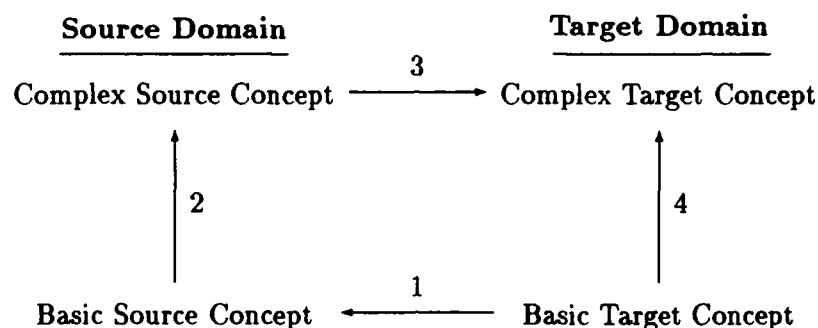 Source Domain Target Domain
3
Complex Source Concept Complex Target Concept
2 4
1
Basic Source Concept Basic Target Concept